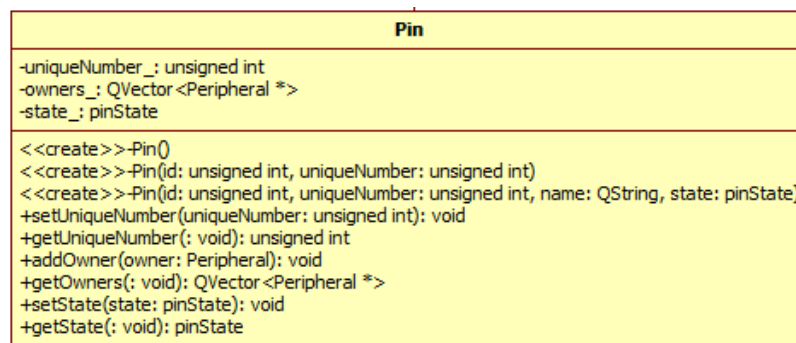 Pin
-uniqueNumber_: unsigned int
-owners_: QVector<Peripheral *>
-state_: pinState
<<create>>-Pin()
<<create>>-Pin(id: unsigned int, uniqueNumber: unsigned int)
<<create>>-Pin(id: unsigned int, uniqueNumber: unsigned int, name: QString, state: pinState)
+setUniqueNumber(uniqueNumber: unsigned int): void
+getUniqueNumber(: void): unsigned int
+addOwner(owner: Peripheral): void
+getOwners(: void): QVector<Peripheral *>
+setState(state: pinState): void
+getState(: void): pinState